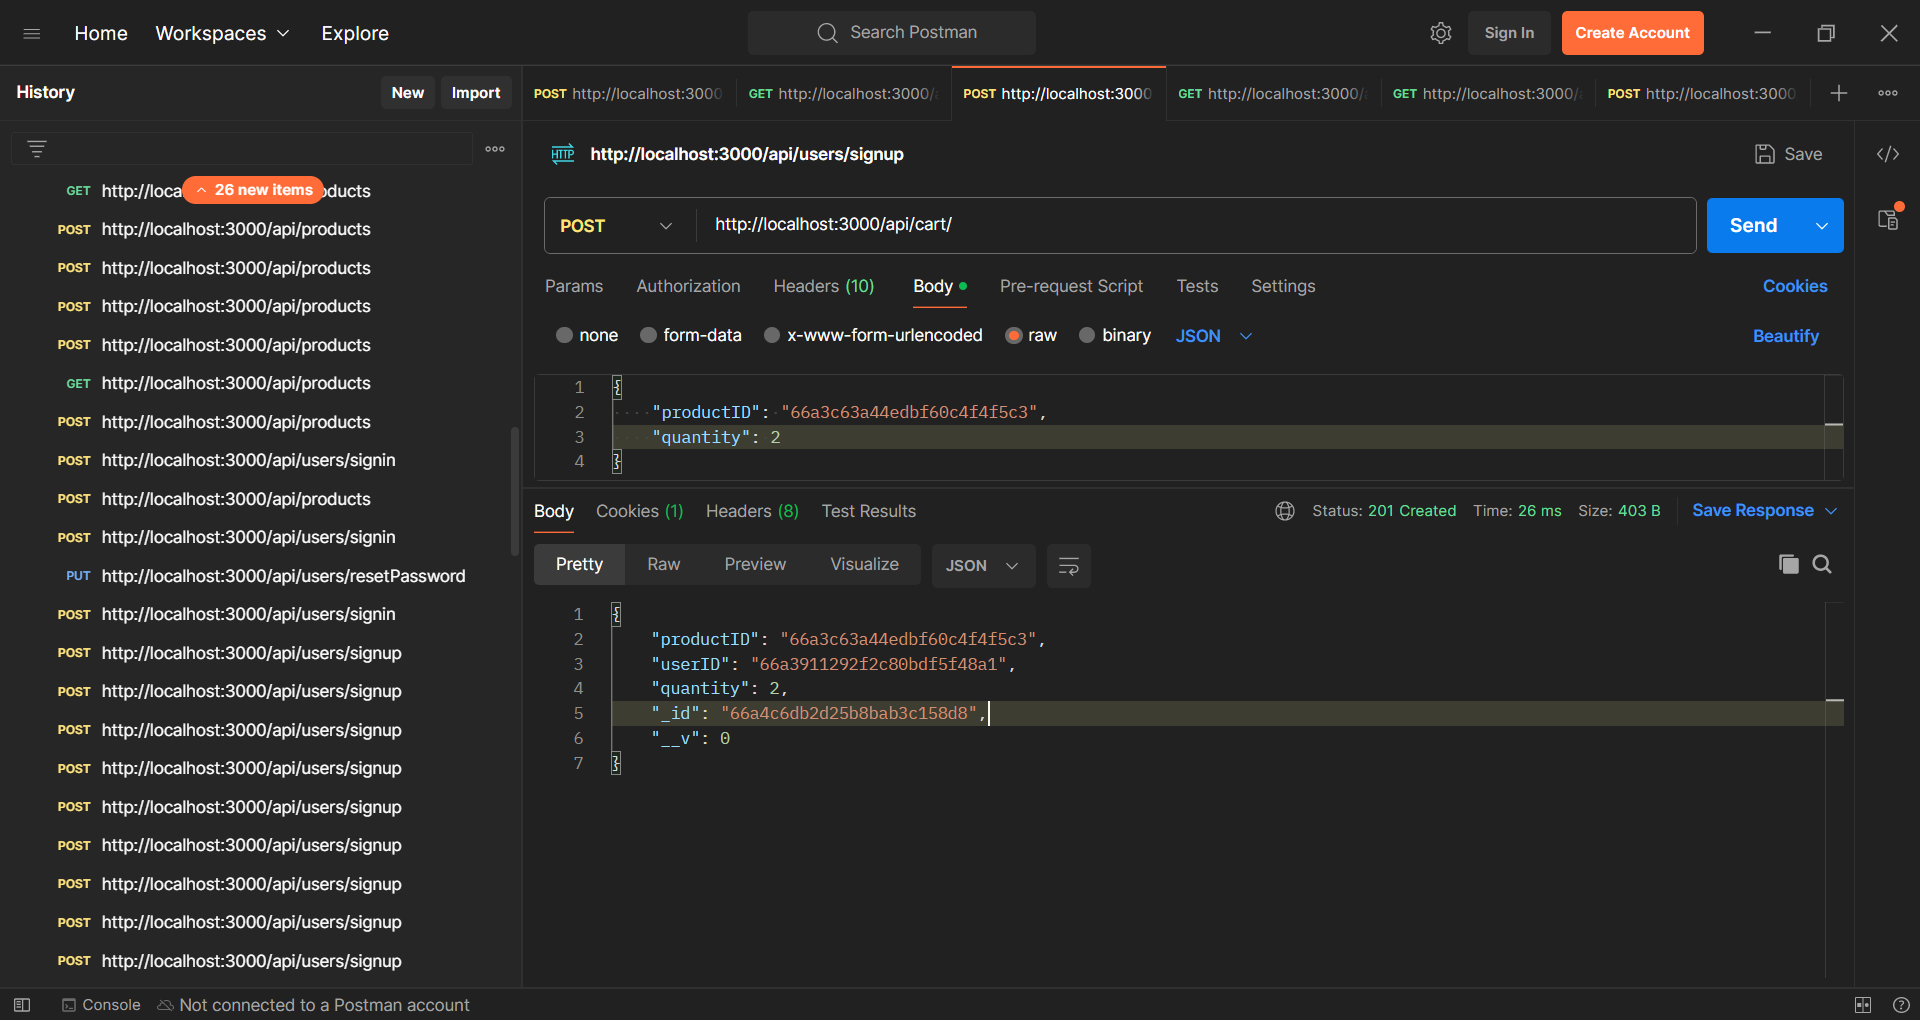 Home Workspaces Explore Search Postman Sign In Create Account
History New Import
POST http://localhost:3000 GET http://localhost:3000/ POST http://localhost:3000 GET http://localhost:3000/ GET http://localhost:3000/ POST http://localhost:3000
HTTP http://localhost:3000/api/users/signup Save
POST http://localhost:3000/api/cart/ Send
Params Authorization Headers (10) Body Pre-request Script Tests Settings Cookies
none form-data x-www-form-urlencoded raw binary JSON Beautify
1 {
2 "productID": "66a3c63a44edbf60c4f4f5c3",
3 "quantity": 2
4 }
Body Cookies (1) Headers (8) Test Results Status: 201 Created Time: 26 ms Size: 403 B Save Response
Pretty Raw Preview Visualize JSON
1 {
2 "productID": "66a3c63a44edbf60c4f4f5c3",
3 "userID": "66a3911292f2c80bdf5f48a1",
4 "quantity": 2,
5 "_id": "66a4c6db2d25b8bab3c158d8",
6 "__v": 0
7 }
26 new items
GET http://loca ducts
POST http://localhost:3000/api/products
POST http://localhost:3000/api/products
POST http://localhost:3000/api/products
POST http://localhost:3000/api/products
GET http://localhost:3000/api/products
POST http://localhost:3000/api/products
POST http://localhost:3000/api/users/signin
POST http://localhost:3000/api/products
POST http://localhost:3000/api/users/signin
PUT http://localhost:3000/api/users/resetPassword
POST http://localhost:3000/api/users/signin
POST http://localhost:3000/api/users/signup
POST http://localhost:3000/api/users/signup
POST http://localhost:3000/api/users/signup
POST http://localhost:3000/api/users/signup
POST http://localhost:3000/api/users/signup
POST http://localhost:3000/api/users/signup
POST http://localhost:3000/api/users/signup
POST http://localhost:3000/api/users/signup
POST http://localhost:3000/api/users/signup
Console Not connected to a Postman account